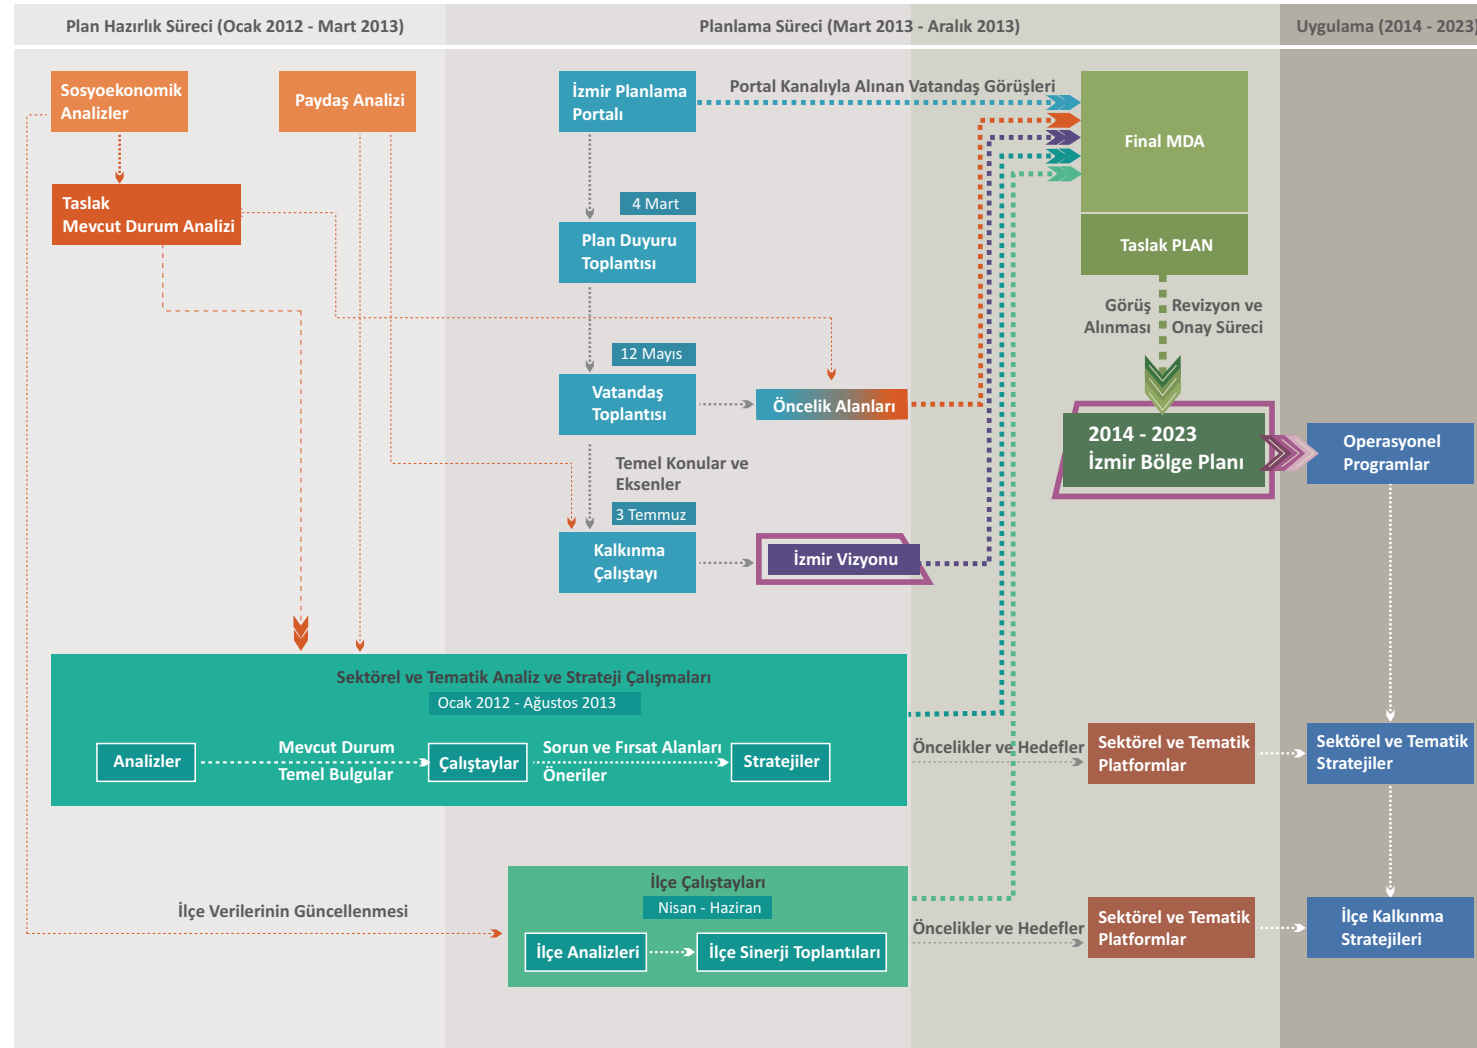 Plan Hazırlık Süreci (Ocak 2012 - Mart 2013)
Planlama Süreci (Mart 2013 - Aralık 2013)
Uygulama (2014 - 2023)
Sosyoekonomik
Analizler
Paydaş Analizi
İzmir Planlama
Portalı
Portal Kanalıyla Alınan Vatandaş Görüşleri
Final MDA
Taslak
Mevcut Durum Analizi
4 Mart
Plan Duyuru
Toplantısı
Taslak PLAN
Görüş
Alınması
Revizyon ve
Onay Süreci
12 Mayıs
Vatandaş
Toplantısı
Öncelik Alanları
2014 - 2023
İzmir Bölge Planı
Operasyonel
Programlar
Temel Konular ve
Eksenler
3 Temmuz
Kalkınma
Çalıştayı
İzmir Vizyonu
Sektörel ve Tematik Analiz ve Strateji Çalışmaları
Ocak 2012 - Ağustos 2013
Analizler
Mevcut Durum
Temel Bulgular
Çalıştaylar
Sorun ve Fırsat Alanları
Öneriler
Stratejiler
Öncelikler ve Hedefler
Sektörel ve Tematik
Platformlar
Sektörel ve Tematik
Stratejiler
İlçe Verilerinin Güncellenmesi
İlçe Çalıştayları
Nisan - Haziran
İlçe Analizleri
İlçe Sinerji Toplantıları
Öncelikler ve Hedefler
Sektörel ve Tematik
Platformlar
İlçe Kalkınma
Stratejileri